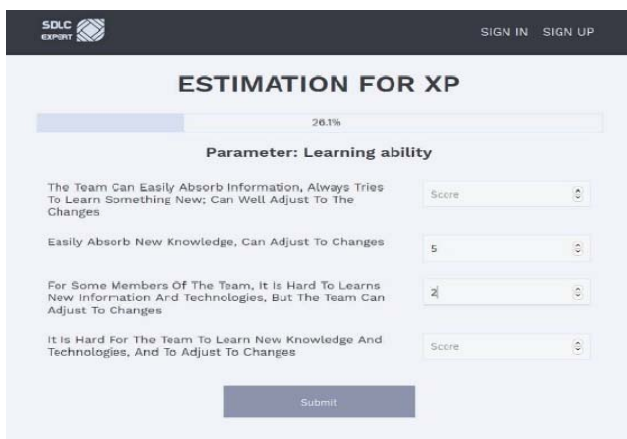 SDLC
EXPERT
SIGN IN SIGN UP
ESTIMATION FOR XP
26.1%
Parameter: Learning ability
The Team Can Easily Absorb Information, Always Tries
To Learn Something New; Can Well Adjust To The
Changes
Score
Easily Absorb New Knowledge, Can Adjust To Changes
5
For Some Members Of The Team, It Is Hard To Learns
New Information And Technologies, But The Team Can
Adjust To Changes
2
It Is Hard For The Team To Learn New Knowledge And
Technologies, And To Adjust To Changes
Score
Submit